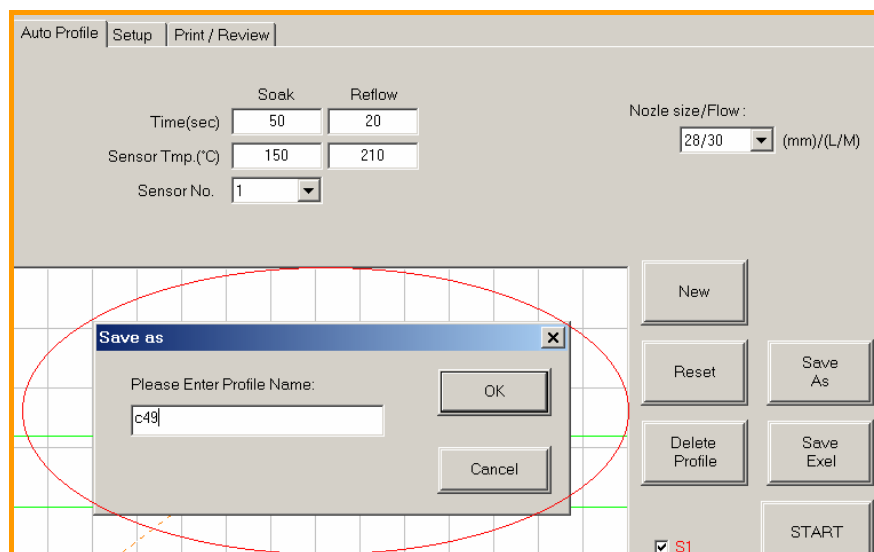 Auto Profile Setup Print / Review
Soak Reflow
Time(sec) 50 20
Sensor Tmp.(°C) 150 210
Sensor No. 1
Nozle size/Flow :
28/30 (mm)/(L/M)
Save as
Please Enter Profile Name:
c49
OK
Cancel
New
Reset
Save
As
Delete
Profile
Save
Exel
S1
START